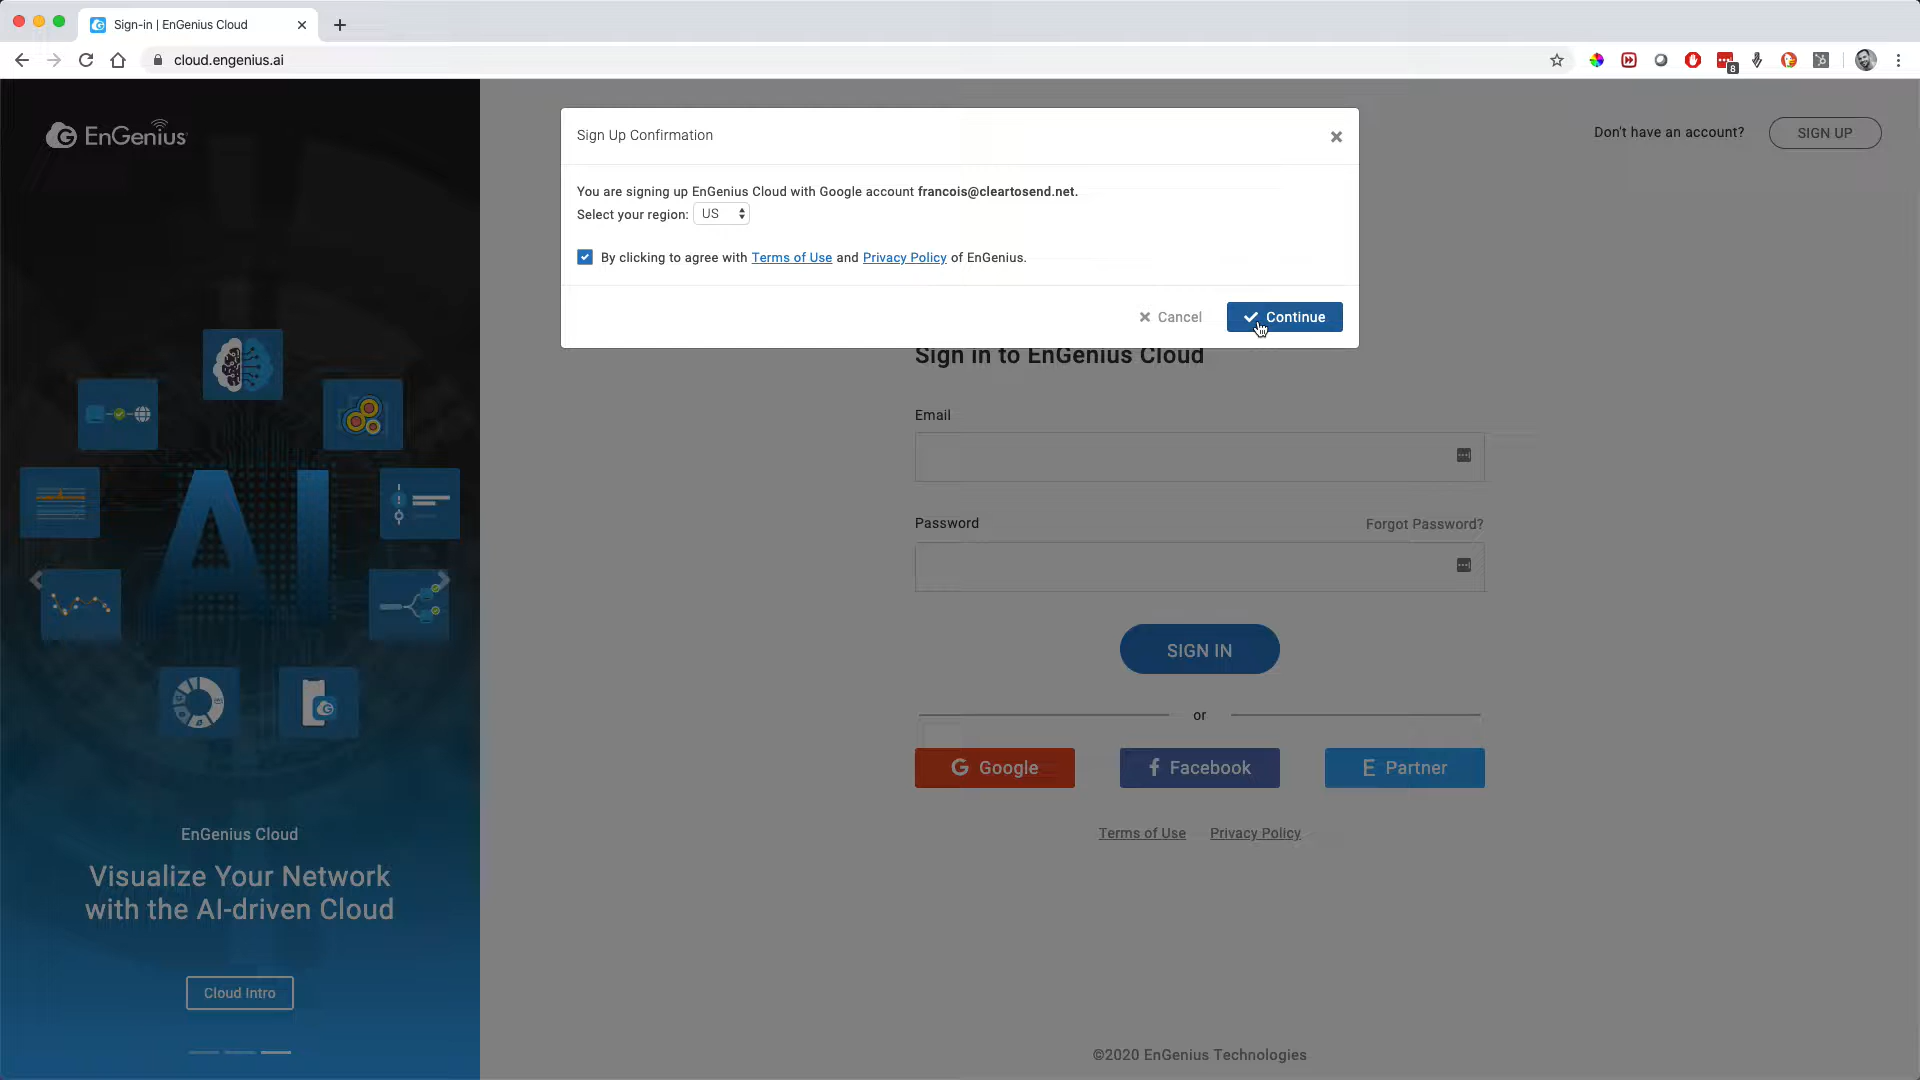 Sign-in | EnGenius Cloud
cloud.engenius.ai
8
EnGenius
Don't have an account?
SIGN UP
Sign Up Confirmation
You are signing up EnGenius Cloud with Google account francois@cleartosend.net.
Select your region: US
By clicking to agree with Terms of Use and Privacy Policy of EnGenius.
Cancel
Continue
Sign in to EnGenius Cloud
Email
Password
Forgot Password?
SIGN IN
or
G Google
f Facebook
E Partner
Terms of Use
Privacy Policy
©2020 EnGenius Technologies
AI
EnGenius Cloud
Visualize Your Network
with the AI-driven Cloud
Cloud Intro